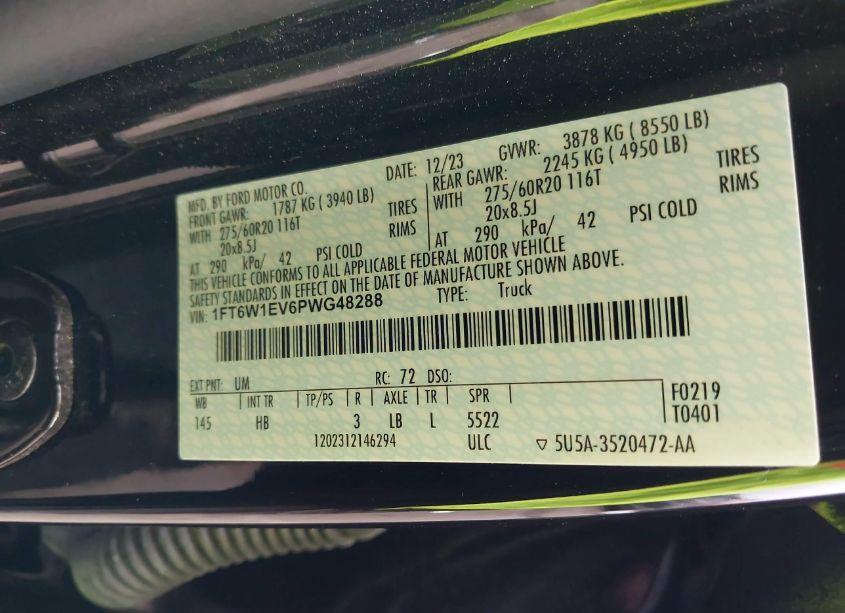 MFD. BY FORD MOTOR CO.
DATE: 12/23 GVWR: 3878 KG ( 8550 LB)
FRONT GAWR: 1787 KG ( 3940 LB) REAR GAWR: 2245 KG ( 4950 LB)
WITH 275/60R20 116T TIRES WITH 275/60R20 116T TIRES
20x8.5J RIMS 20x8.5J RIMS
AT 290 kPa/ 42 PSI COLD AT 290 kPa/ 42 PSI COLD
THIS VEHICLE CONFORMS TO ALL APPLICABLE FEDERAL MOTOR VEHICLE
SAFETY STANDARDS IN EFFECT ON THE DATE OF MANUFACTURE SHOWN ABOVE.
VIN: 1FT6W1EV6PWG48288 TYPE: Truck
EXT PNT: UM RC: 72 DSO:
WB INT TR TP/PS R AXLE TR SPR F0219
145 HB 3 LB L 5522 T0401
1202312146294 ULC ▽ 5U5A-3520472-AA